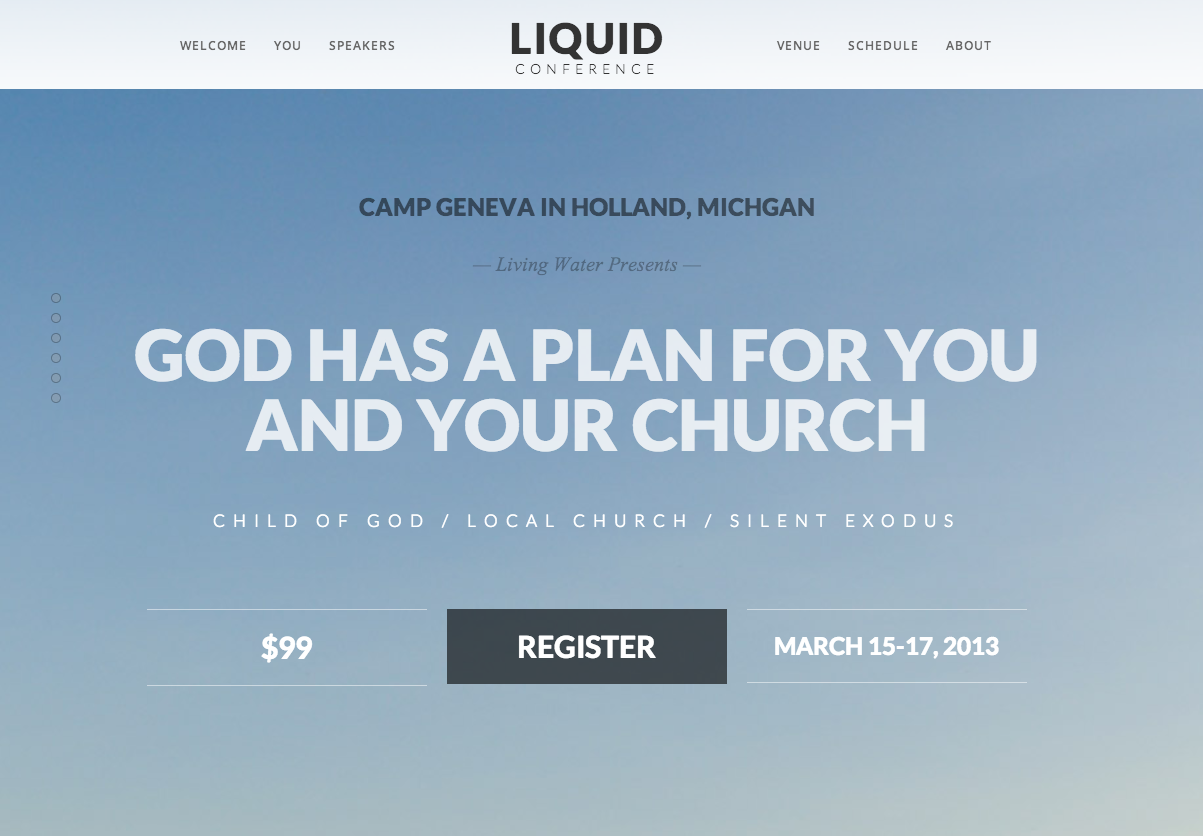 WELCOME YOU SPEAKERS
LIQUID
CONFERENCE
VENUE SCHEDULE ABOUT
CAMP GENEVA IN HOLLAND, MICHGAN
— Living Water Presents —
GOD HAS A PLAN FOR YOU
AND YOUR CHURCH
CHILD OF GOD / LOCAL CHURCH / SILENT EXODUS
$99
REGISTER
MARCH 15-17, 2013